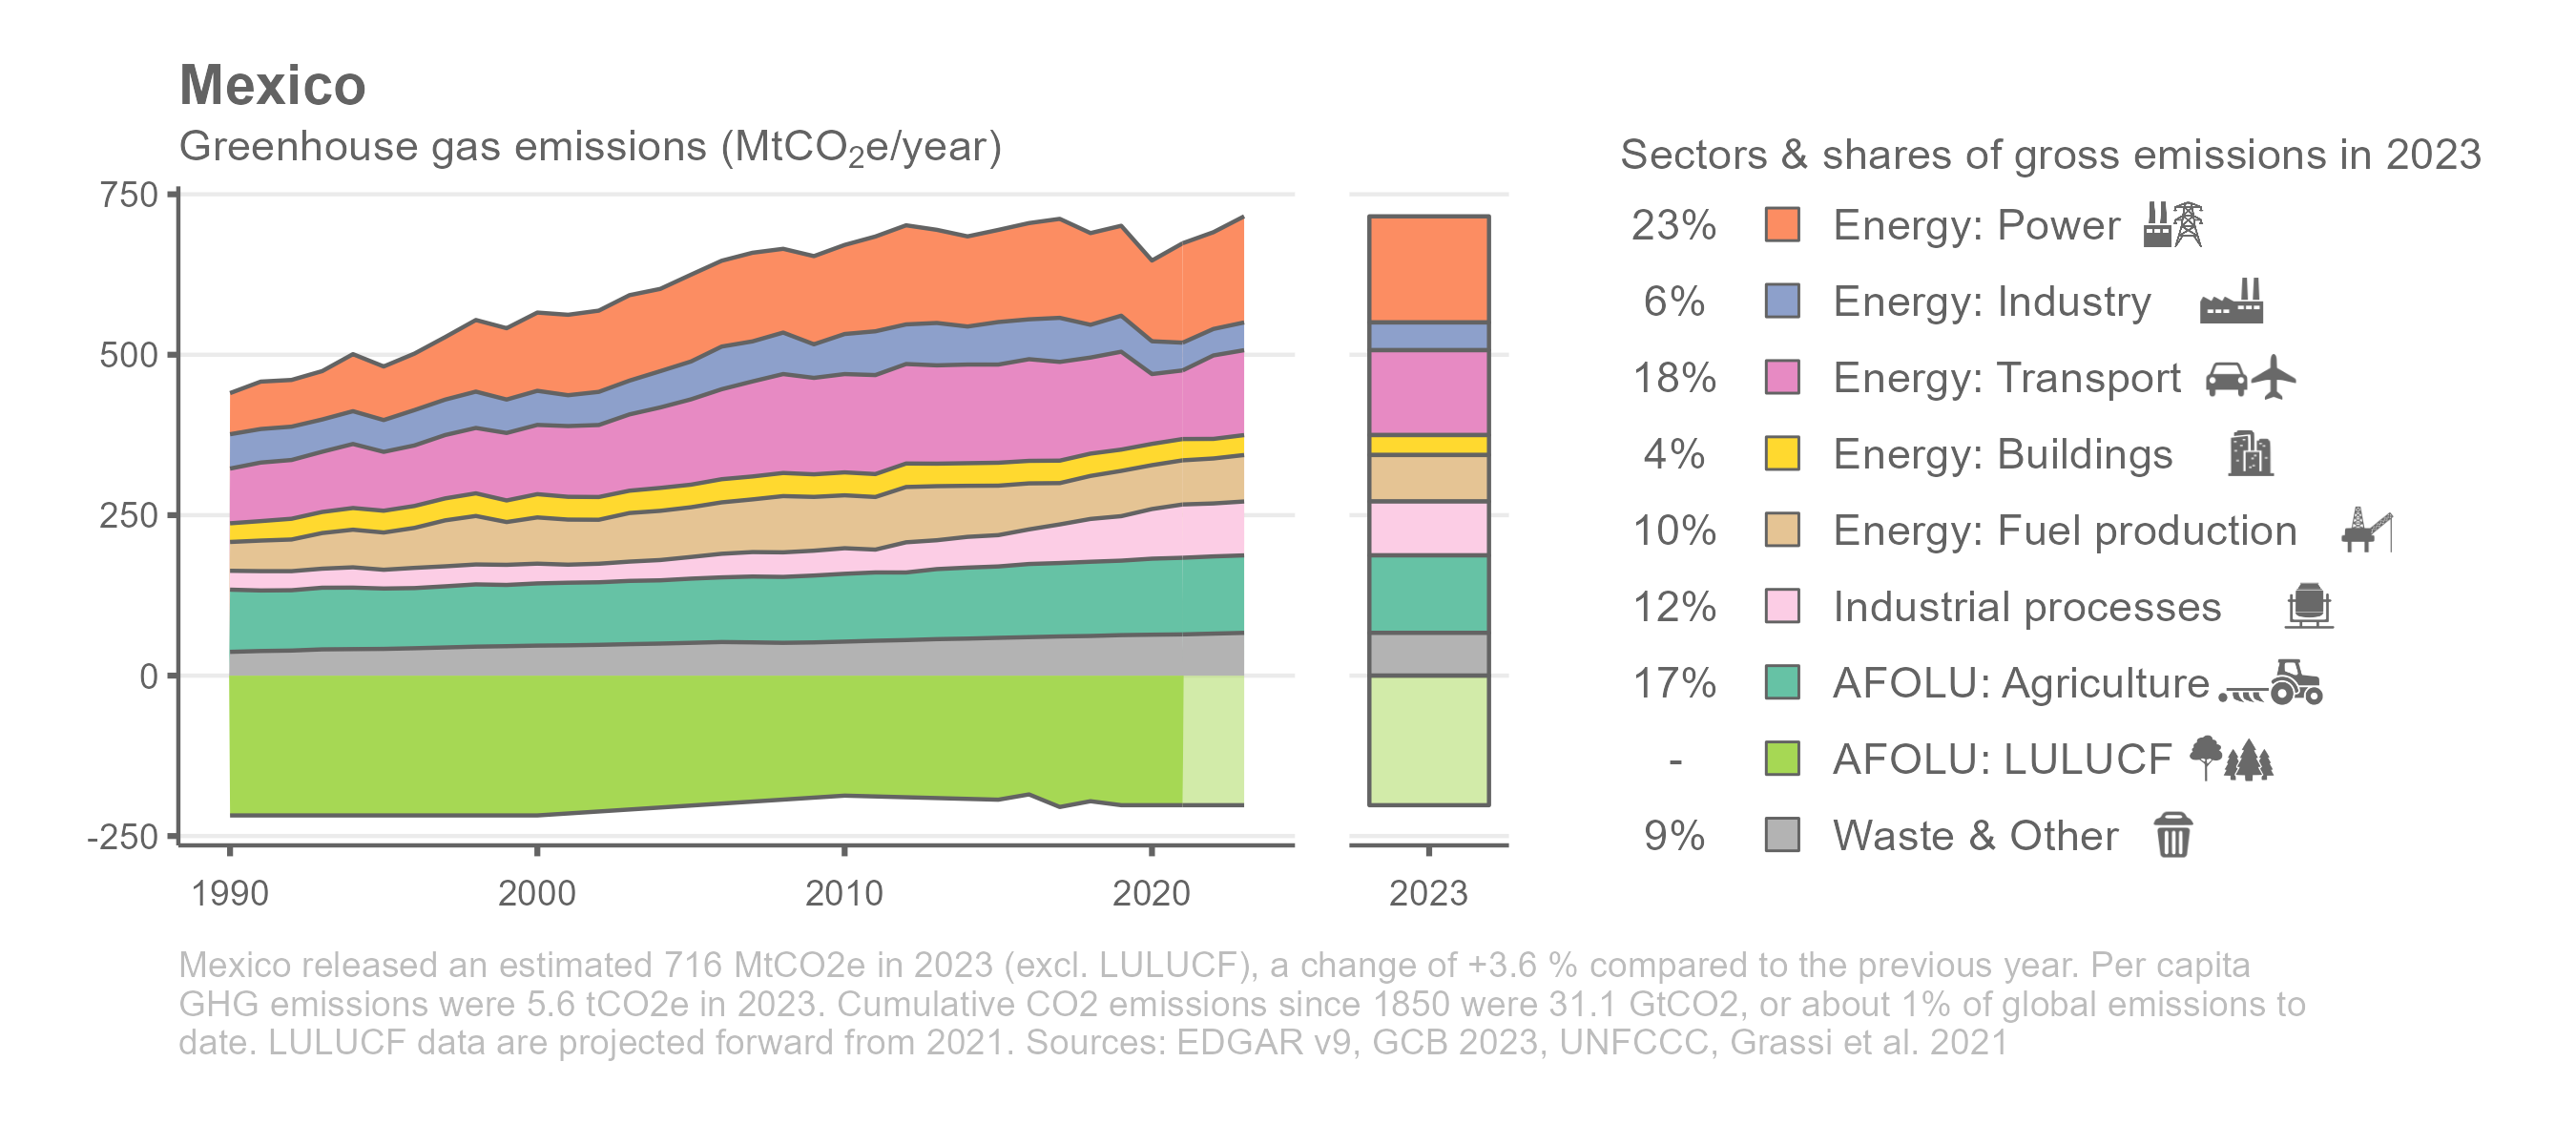 Mexico
Greenhouse gas emissions (MtCO₂e/year)
750
500
250
0
-250
1990
2000
2010
2020
2023
Sectors & shares of gross emissions in 2023
23% Energy: Power
6% Energy: Industry
18% Energy: Transport
4% Energy: Buildings
10% Energy: Fuel production
12% Industrial processes
17% AFOLU: Agriculture
- AFOLU: LULUCF
9% Waste & Other
Mexico released an estimated 716 MtCO2e in 2023 (excl. LULUCF), a change of +3.6 % compared to the previous year. Per capita
GHG emissions were 5.6 tCO2e in 2023. Cumulative CO2 emissions since 1850 were 31.1 GtCO2, or about 1% of global emissions to
date. LULUCF data are projected forward from 2021. Sources: EDGAR v9, GCB 2023, UNFCCC, Grassi et al. 2021